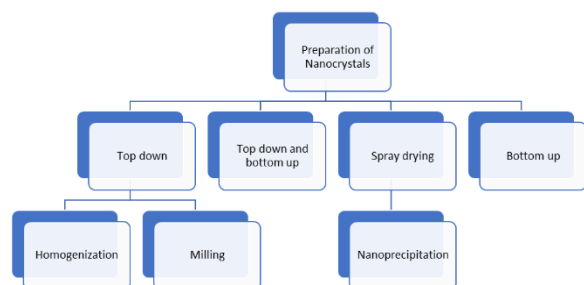 Preparation of
Nanocrystals
Top down
Top down and
bottom up
Spray drying
Bottom up
Homogenization
Milling
Nanoprecipitation